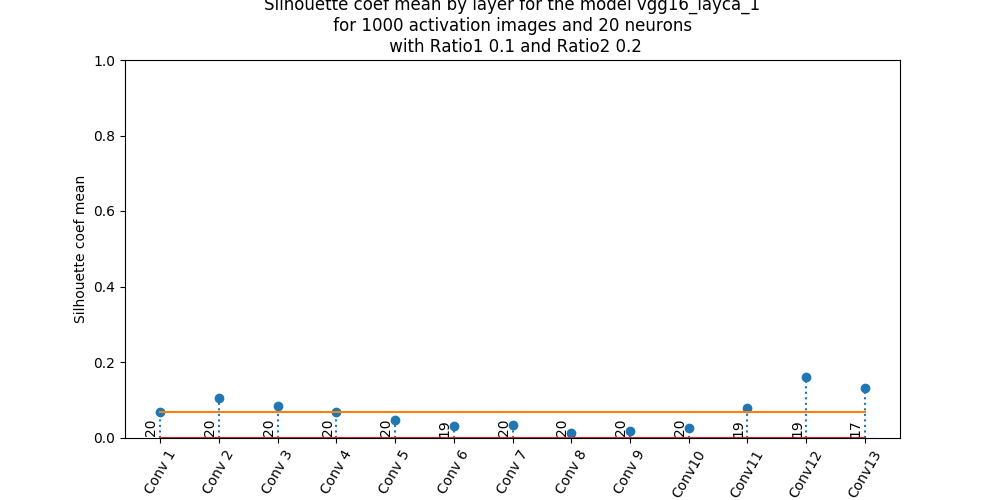 Silhouette coef mean by layer for the model vgg16_layca_1
for 1000 activation images and 20 neurons
with Ratio1 0.1 and Ratio2 0.2
Silhouette coef mean
1.0
0.8
0.6
0.4
0.2
0.0
20
20
20
20
20
19
20
20
20
20
19
19
17
Conv 1
Conv 2
Conv 3
Conv 4
Conv 5
Conv 6
Conv 7
Conv 8
Conv 9
Conv10
Conv11
Conv12
Conv13